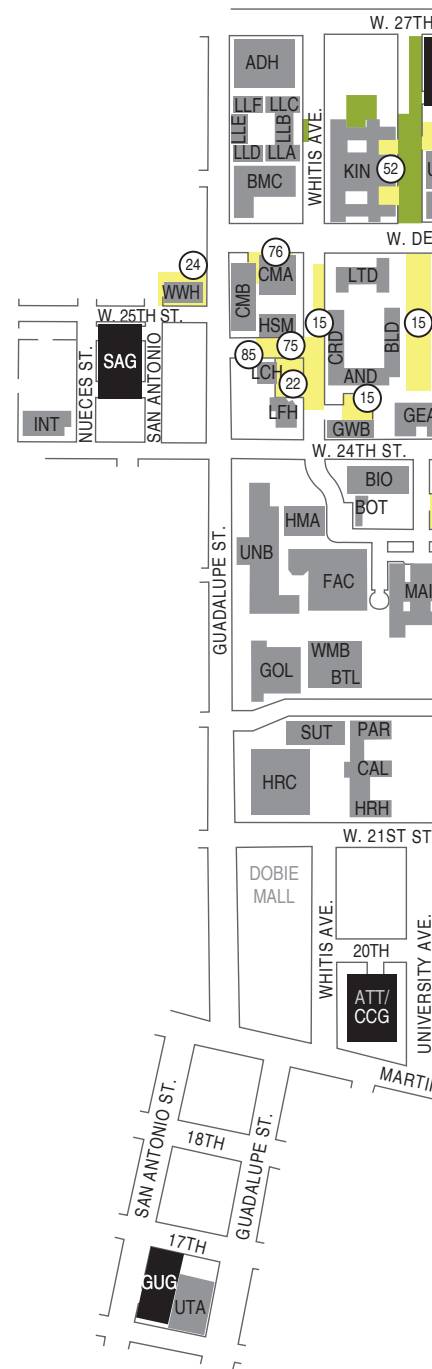 W. 27TH
ADH
LLF
LLC
LLE
LLB
LLD
LLA
BMC
WHITIS AVE.
KIN
52
U
W. DE
24
WWH
76
CMA
CMB
HSM
LTD
15
CRD
BLD
15
W. 25TH ST.
SAG
85
75
LCH
22
AND
15
LFH
GWB
GEA
INT
NUECES ST.
SAN ANTONIO
W. 24TH ST.
BIO
BOT
HMA
UNB
FAC
MAI
GUADALUPE ST.
WMB
GOL
BTL
SUT
PAR
HRC
CAL
HRH
W. 21ST ST.
DOBIE
MALL
WHITIS AVE.
20TH
ATT/
CCG
UNIVERSITY AVE.
MARTI
SAN ANTONIO ST.
18TH
GUADALUPE ST.
17TH
GUG
UTA